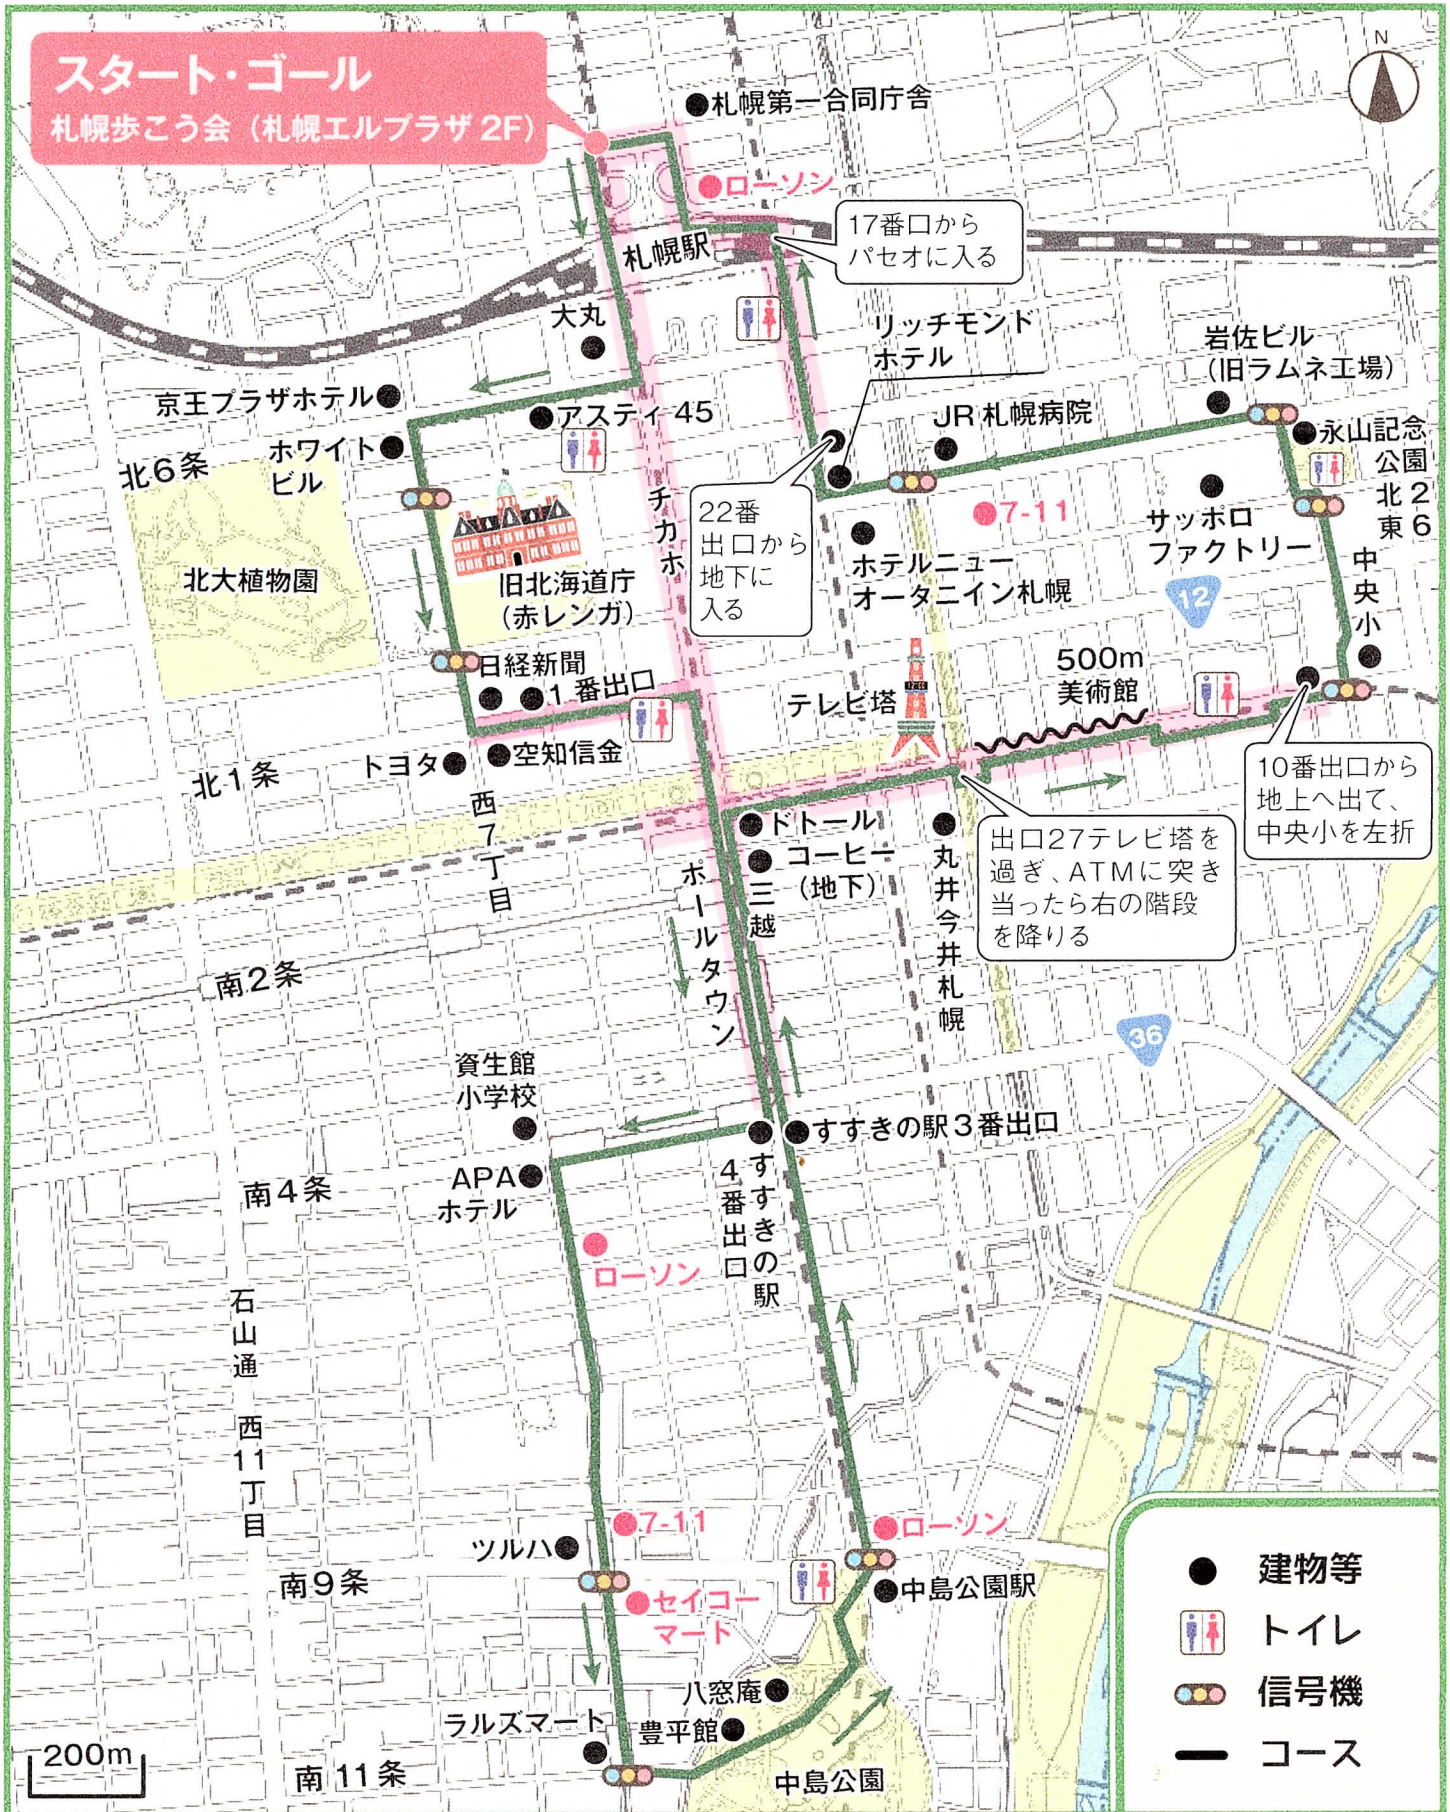 スタート・ゴール
札幌歩こう会（札幌エルプラザ 2F）
N
札幌第一合同庁舎
ローソン
17番口から
パセオに入る
札幌駅
大丸
リッチモンド
ホテル
岩佐ビル
（旧ラムネ工場）
京王プラザホテル
アスティ 45
JR 札幌病院
永山記念
公園
北2
東6
ホワイト
ビル
北6条
チカホ
22番
出口から
地下に
入る
7-11
サッポロ
ファクトリー
北大植物園
旧北海道庁
（赤レンガ）
ホテルニュー
オータニイン札幌
12
中央小
日経新聞
1番出口
テレビ塔
500m
美術館
トヨタ
空知信金
北1条
西7丁目
10番出口から
地上へ出て、
中央小を左折
ドトール
コーヒー
（地下）
三越
丸井今井札幌
出口27テレビ塔を
過ぎ、ATMに突き
当ったら右の階段
を降りる
ポールタウン
南2条
36
資生館
小学校
すすきの駅3番出口
APA
ホテル
すすきの駅
4番出口
南4条
ローソン
石山通
西11丁目
7-11
ローソン
ツルハ
南9条
セイコー
マート
中島公園駅
八窓庵
ラルズマート
豊平館
南11条
中島公園
200m
建物等
トイレ
信号機
コース